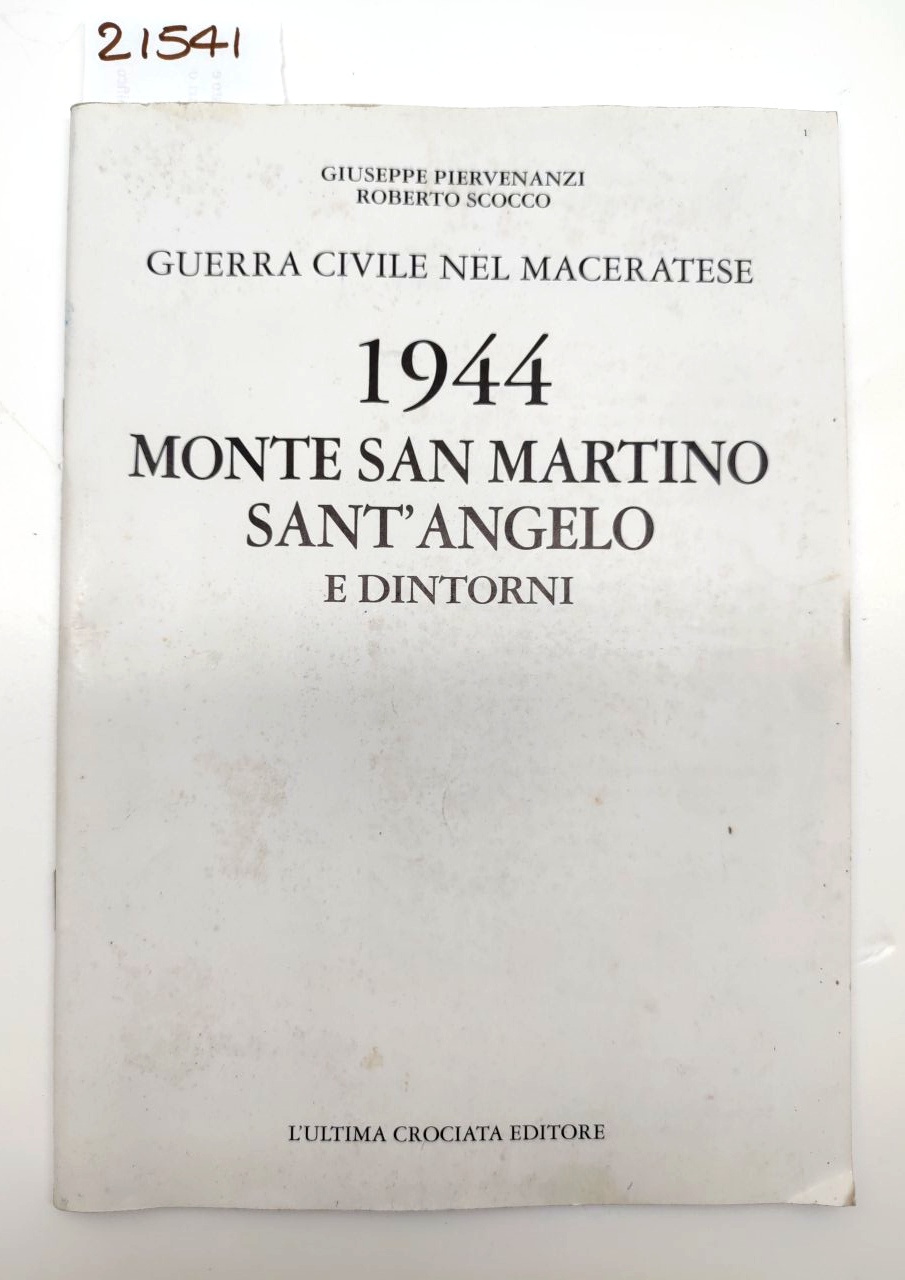 21541
1
GIUSEPPE PIERVENANZI
ROBERTO SCOCCO
GUERRA CIVILE NEL MACERATESE
1944
MONTE SAN MARTINO
SANT'ANGELO
E DINTORNI
L'ULTIMA CROCIATA EDITORE